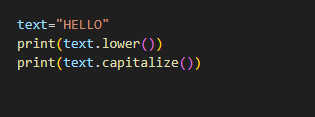 text="HELLO"
print(text.lower())
print(text.capitalize())